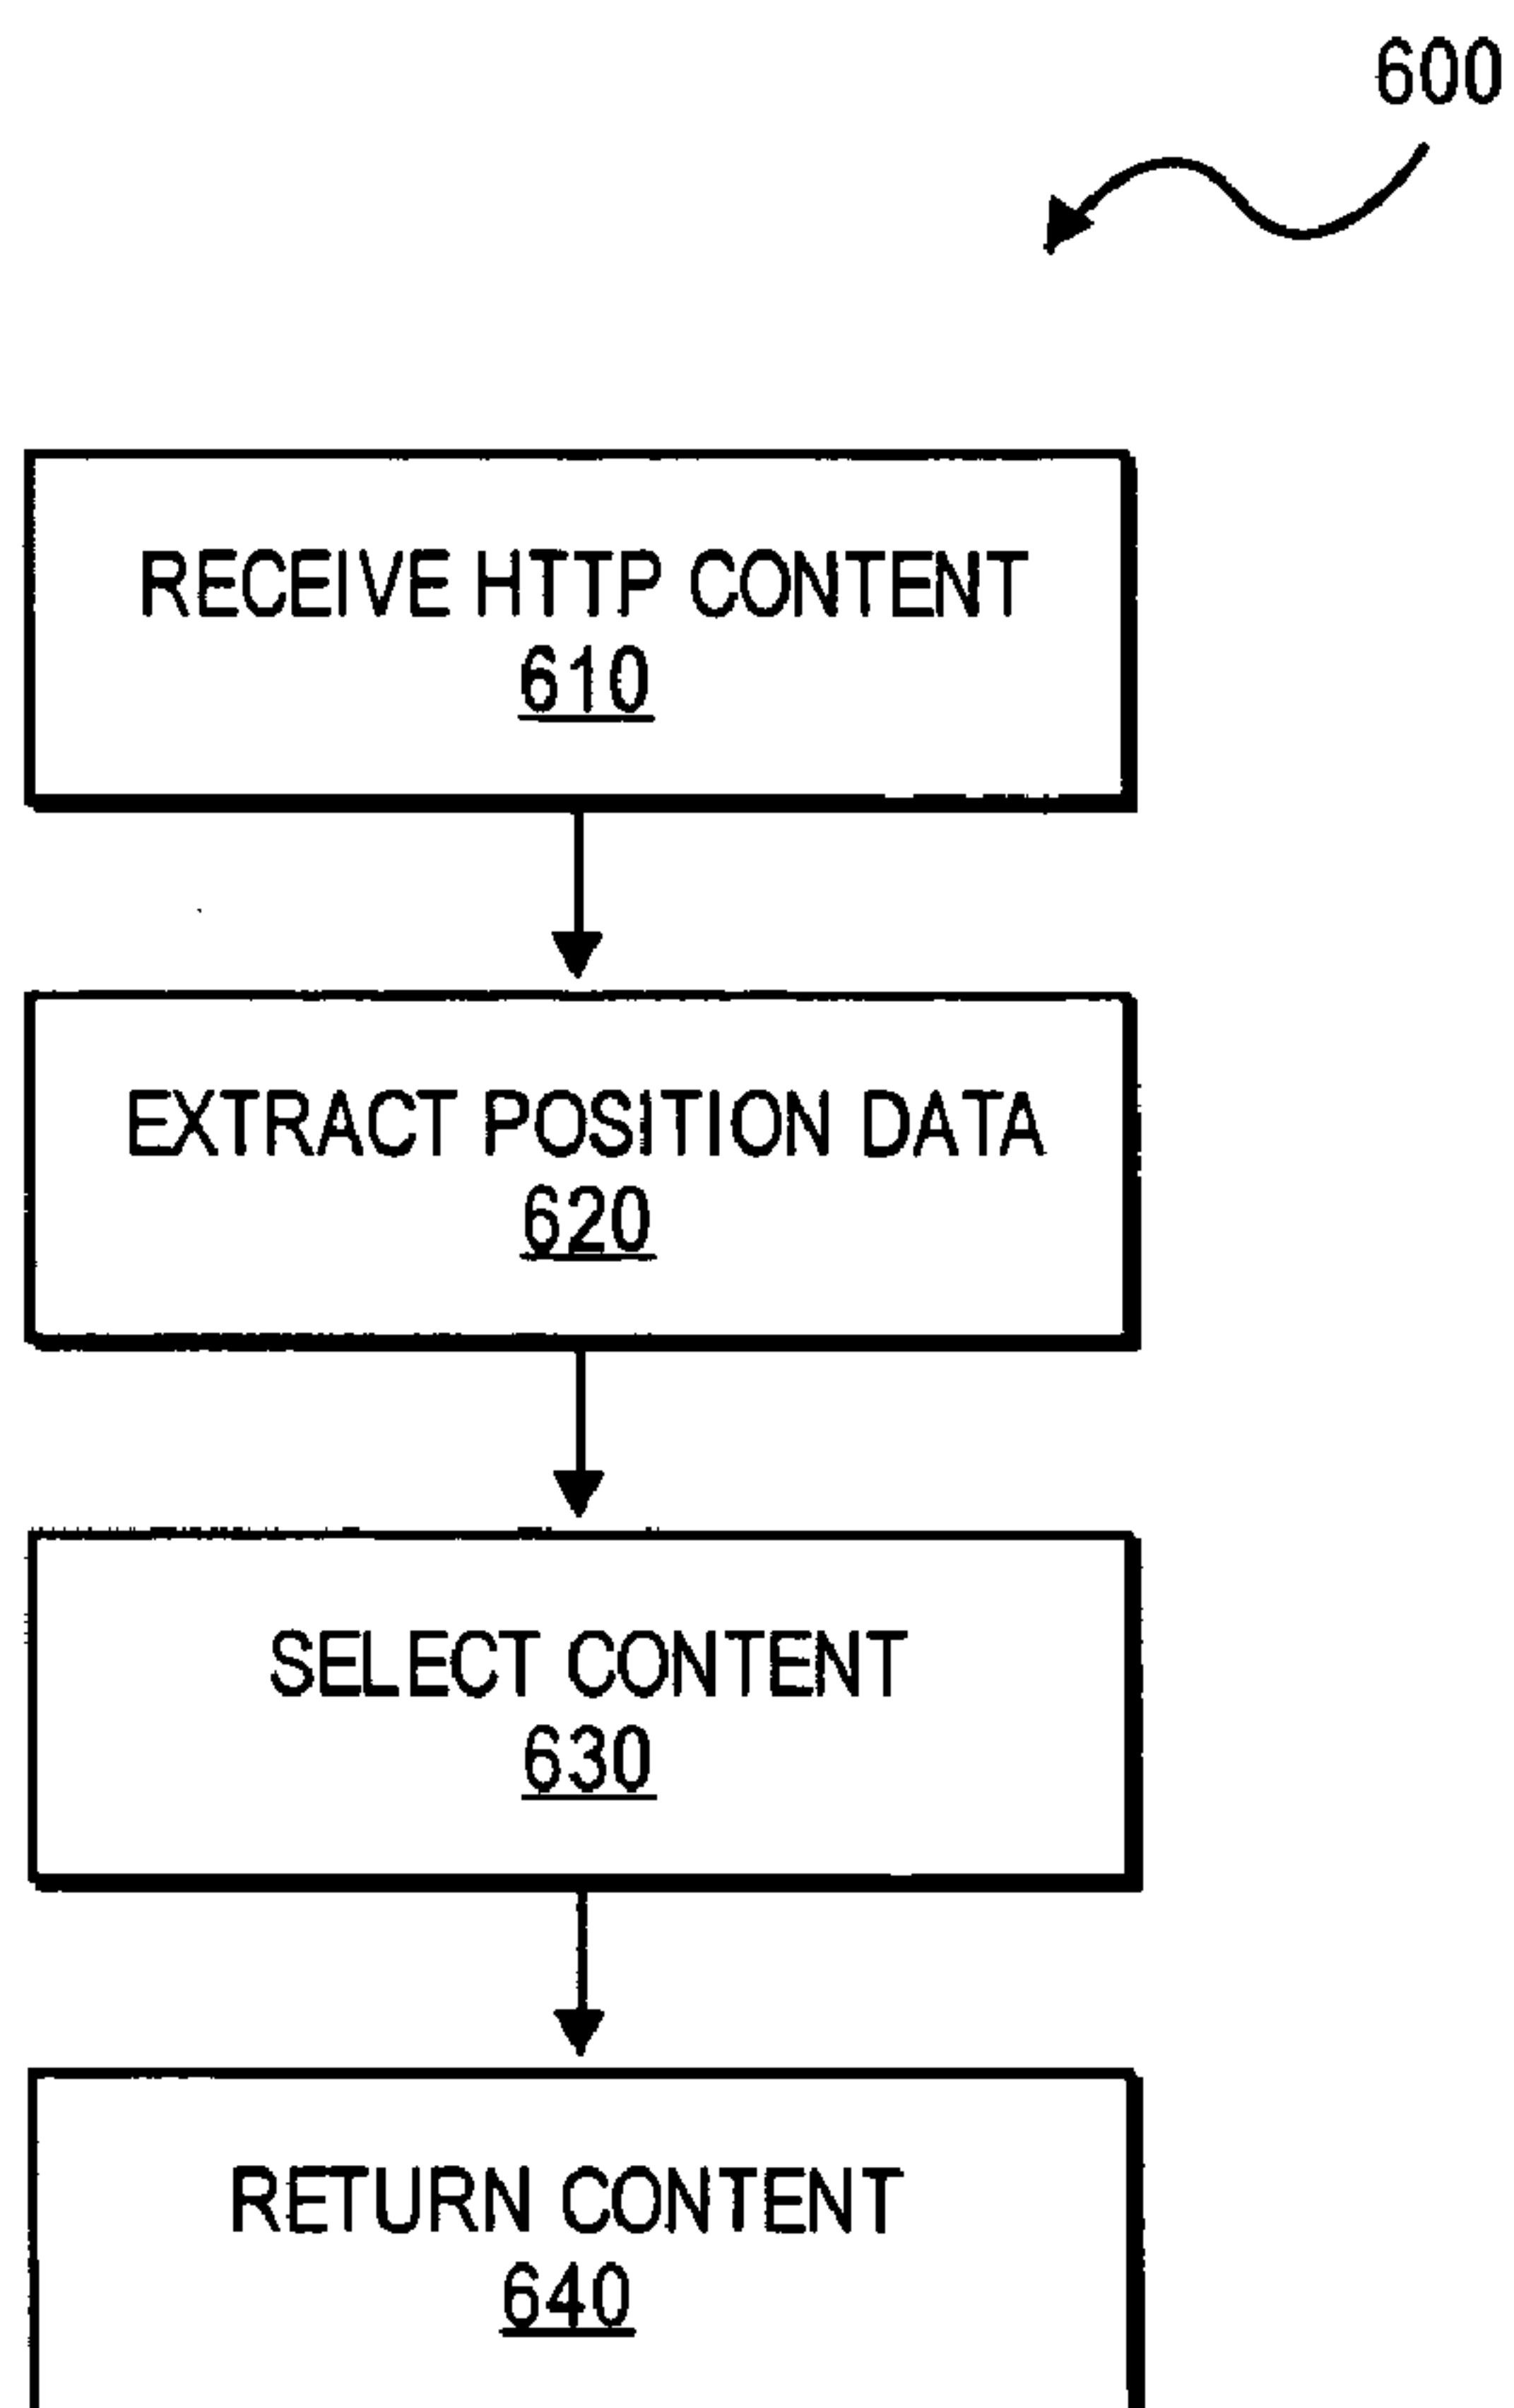 600
RECEIVE HTTP CONTENT
610
EXTRACT POSITION DATA
620
SELECT CONTENT
630
RETURN CONTENT
640